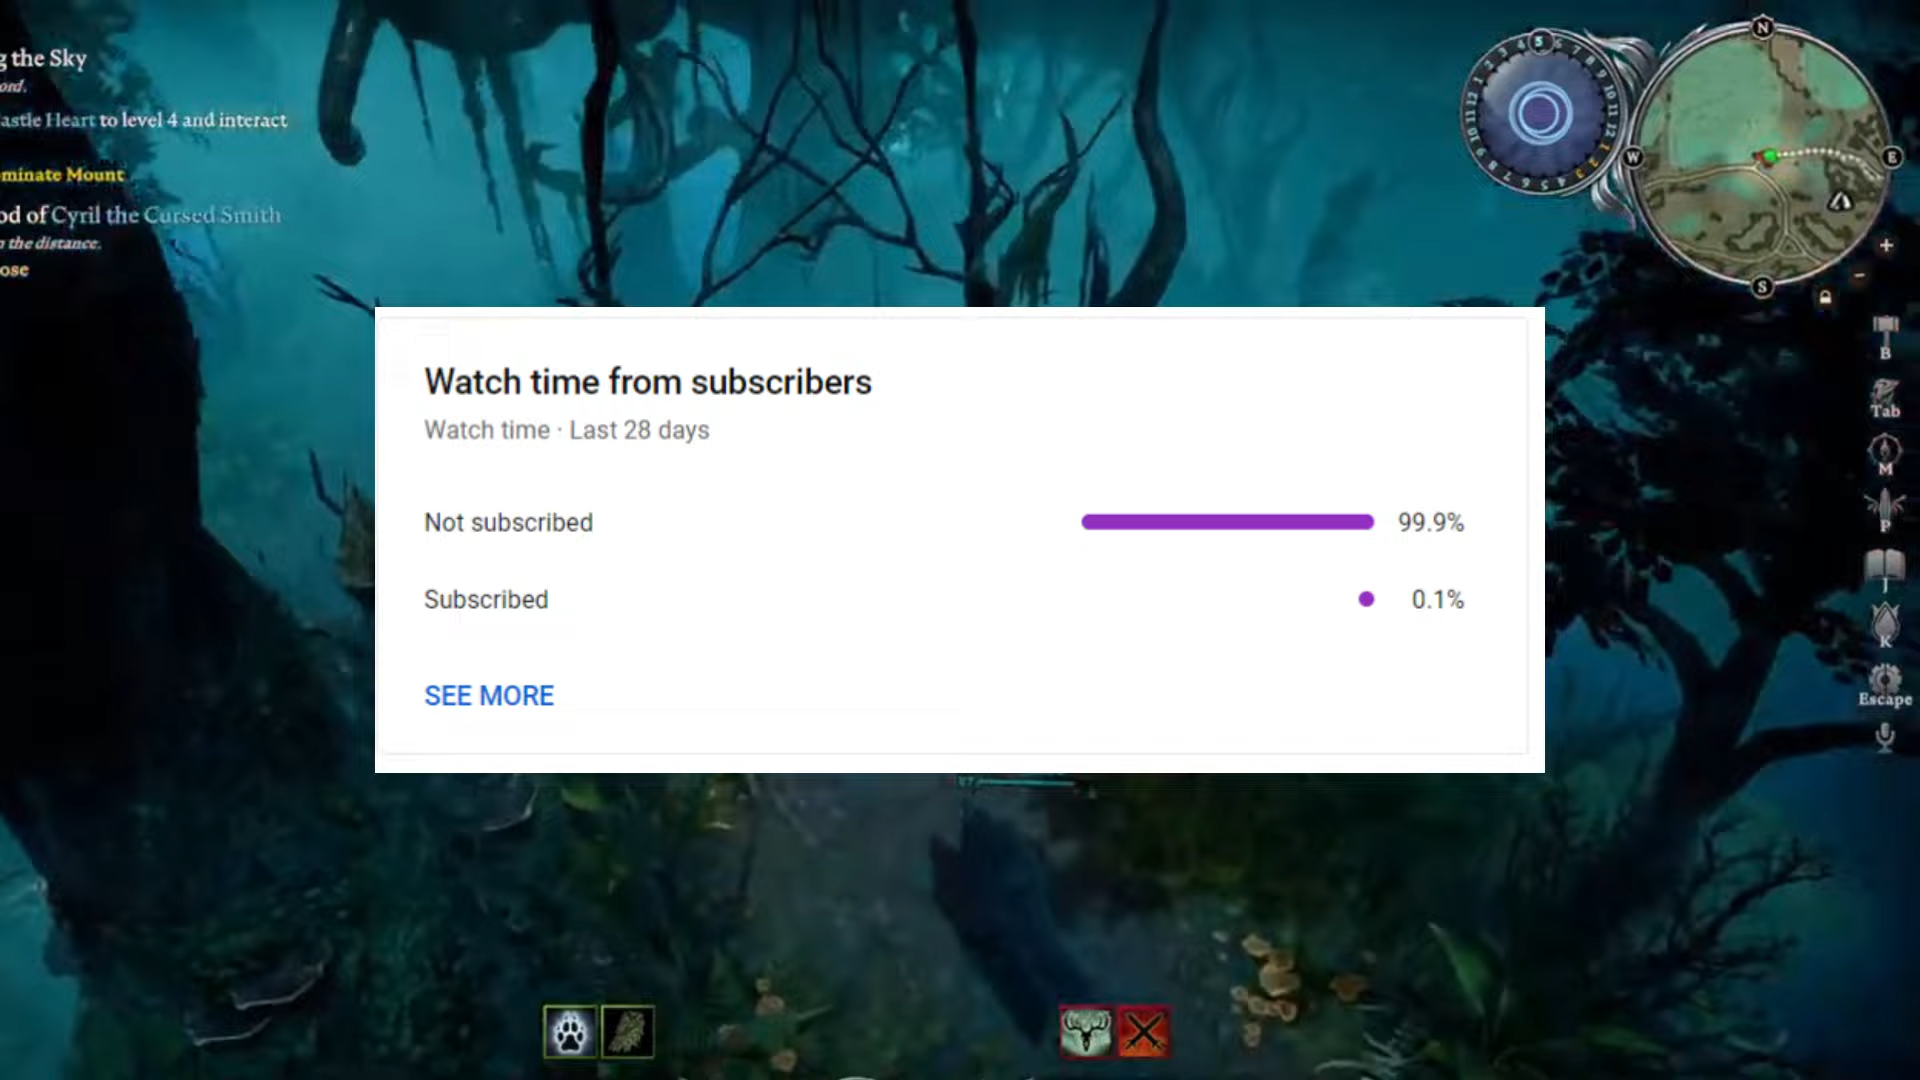 g the Sky
ord.
astle Heart to level 4 and interact
minate Mount
od of Cyril the Cursed Smith
n the distance.
ose
N
W
E
S
B
Tab
M
P
J
K
Escape
Watch time from subscribers
Watch time · Last 28 days
Not subscribed 99.9%
Subscribed 0.1%
SEE MORE